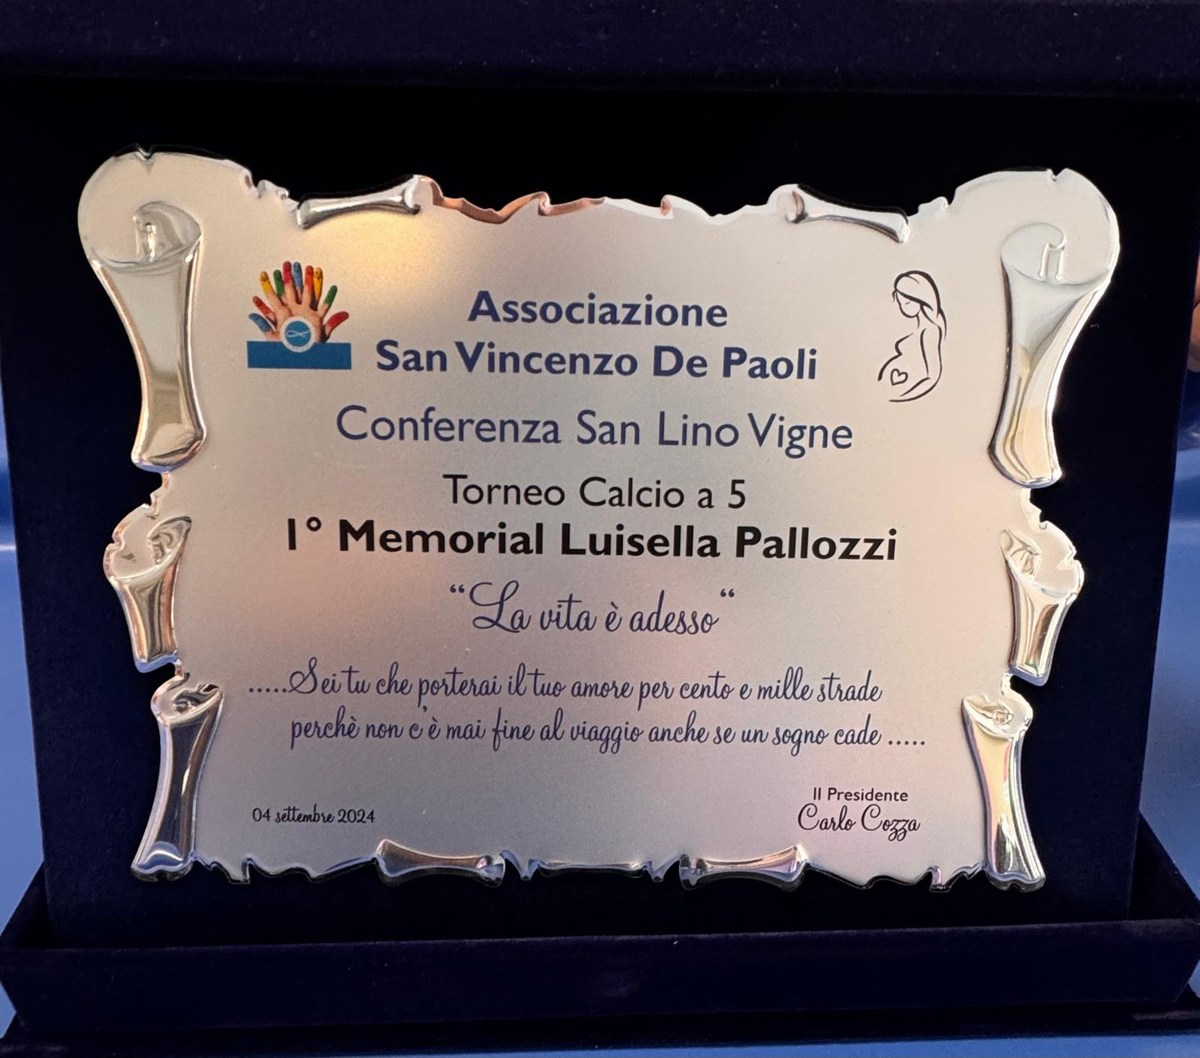 Associazione
San Vincenzo De Paoli
Conferenza San Lino Vigne
Torneo Calcio a 5
1° Memorial Luisella Pallozzi
“La vita è adesso“
.....Sei tu che porterai il tuo amore per cento e mille strade
perchè non c'è mai fine al viaggio anche se un sogno cade .....
04 settembre 2024
Il Presidente
Carlo Cozza